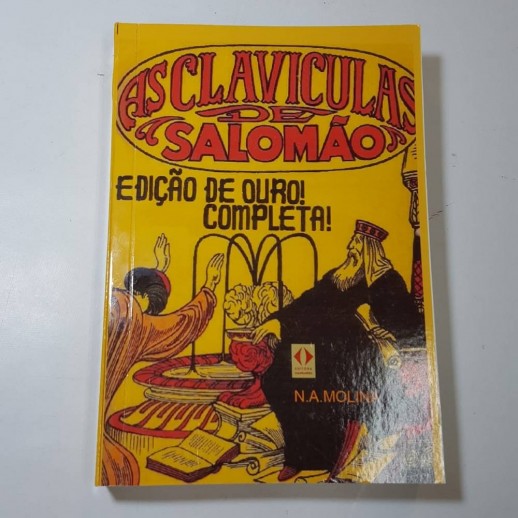 AS CLAVICULAS
DE
SALOMÃO
EDIÇÃO DE OURO!
COMPLETA!
N.A.MOLINA